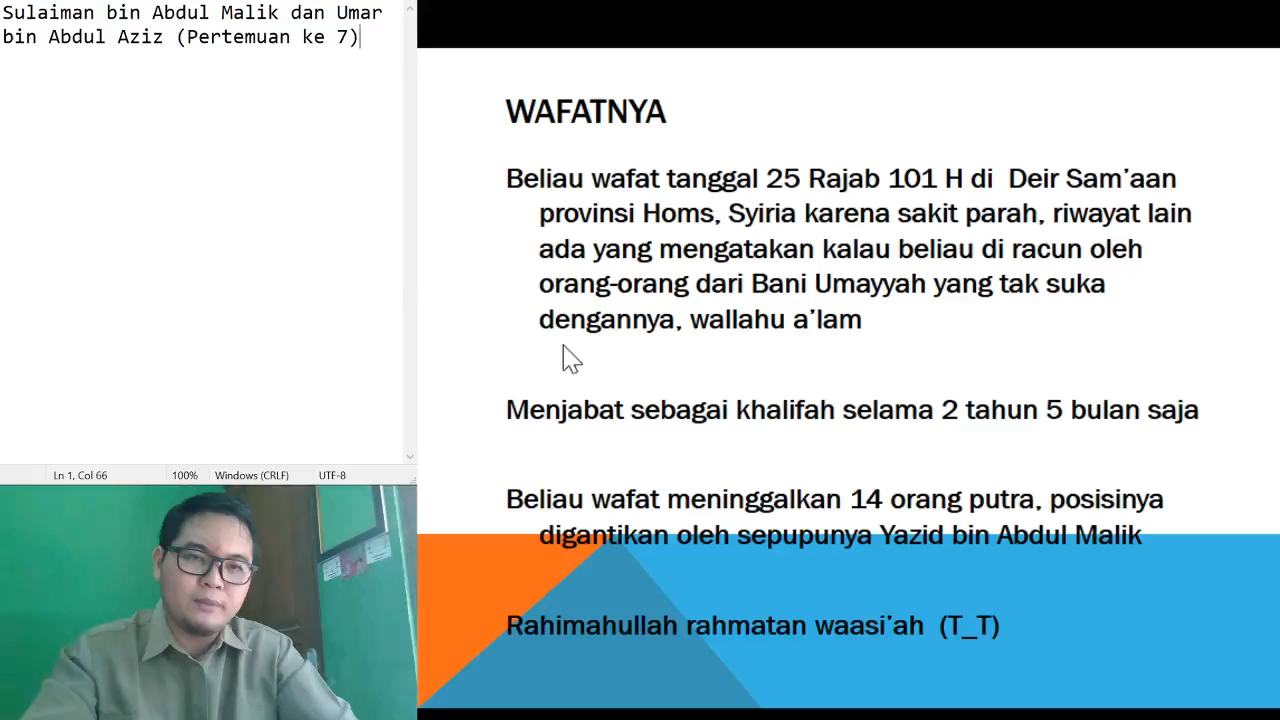 Sulaiman bin Abdul Malik dan Umar
bin Abdul Aziz (Pertemuan ke 7)
WAFATNYA
Beliau wafat tanggal 25 Rajab 101 H di  Deir Sam’aan
provinsi Homs, Syiria karena sakit parah, riwayat lain
ada yang mengatakan kalau beliau di racun oleh
orang-orang dari Bani Umayyah yang tak suka
dengannya, wallahu a’lam
Menjabat sebagai khalifah selama 2 tahun 5 bulan saja
Beliau wafat meninggalkan 14 orang putra, posisinya
digantikan oleh sepupunya Yazid bin Abdul Malik
Rahimahullah rahmatan waasi’ah  (T_T)
Ln 1, Col 66 100% Windows (CRLF) UTF-8